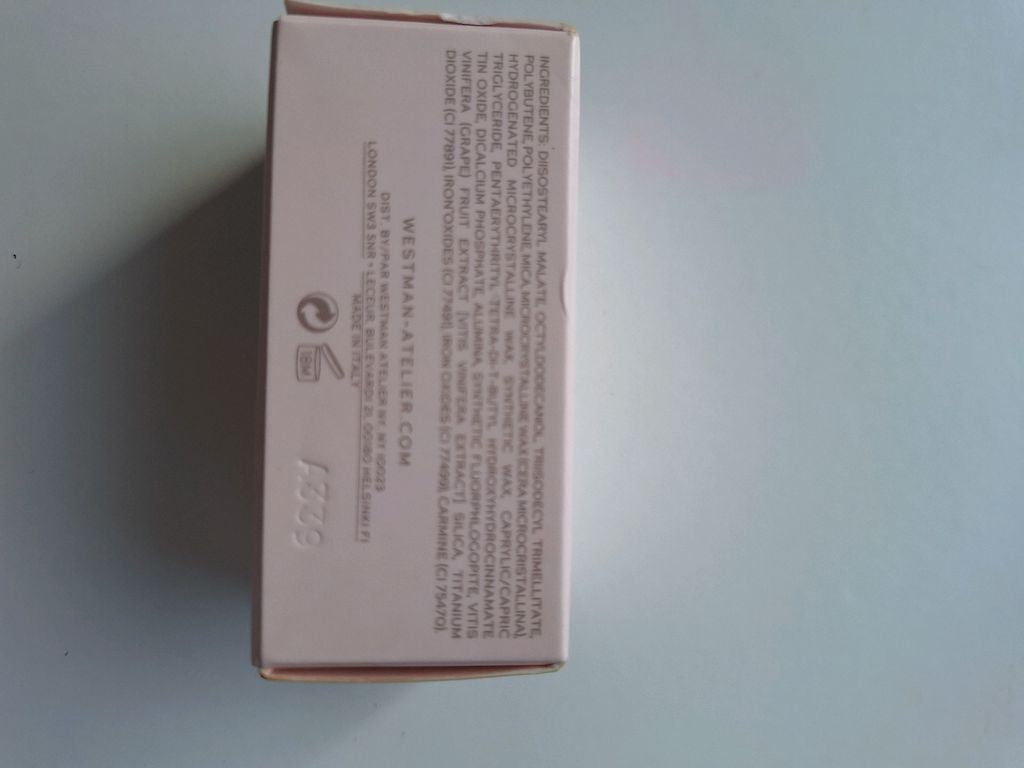 INGREDIENTS: DIISOSTEARYL MALATE, OCTYLDODECANOL, TRIISODECYL TRIMELLITATE,
POLYBUTENE, POLYETHYLENE, MICA, MICROCRYSTALLINE WAX (CERA MICROCRISTALLINA),
HYDROGENATED MICROCRYSTALLINE WAX, SYNTHETIC WAX, CAPRYLIC/CAPRIC
TRIGLYCERIDE, PENTAERYTHRITYL TETRA-DI-T-BUTYL HYDROXYHYDROCINNAMATE
TIN OXIDE, DICALCIUM PHOSPHATE, ALUMINA, SYNTHETIC FLUORPHLOGOPITE, VITIS
VINIFERA (GRAPE) FRUIT EXTRACT [VITIS VINIFERA EXTRACT] SILICA, TITANIUM
DIOXIDE (CI 77891), IRON OXIDES (CI 77491), IRON OXIDES (CI 77499), CARMINE (CI 75470).
WESTMAN-ATELIER.COM
DIST. BY/PAR WESTMAN ATELIER NY, NY 10023
LONDON SW3 5NR • LECEUR BULEVARDI 21, 00180 HELSINKI FI
MADE IN ITALY
18M